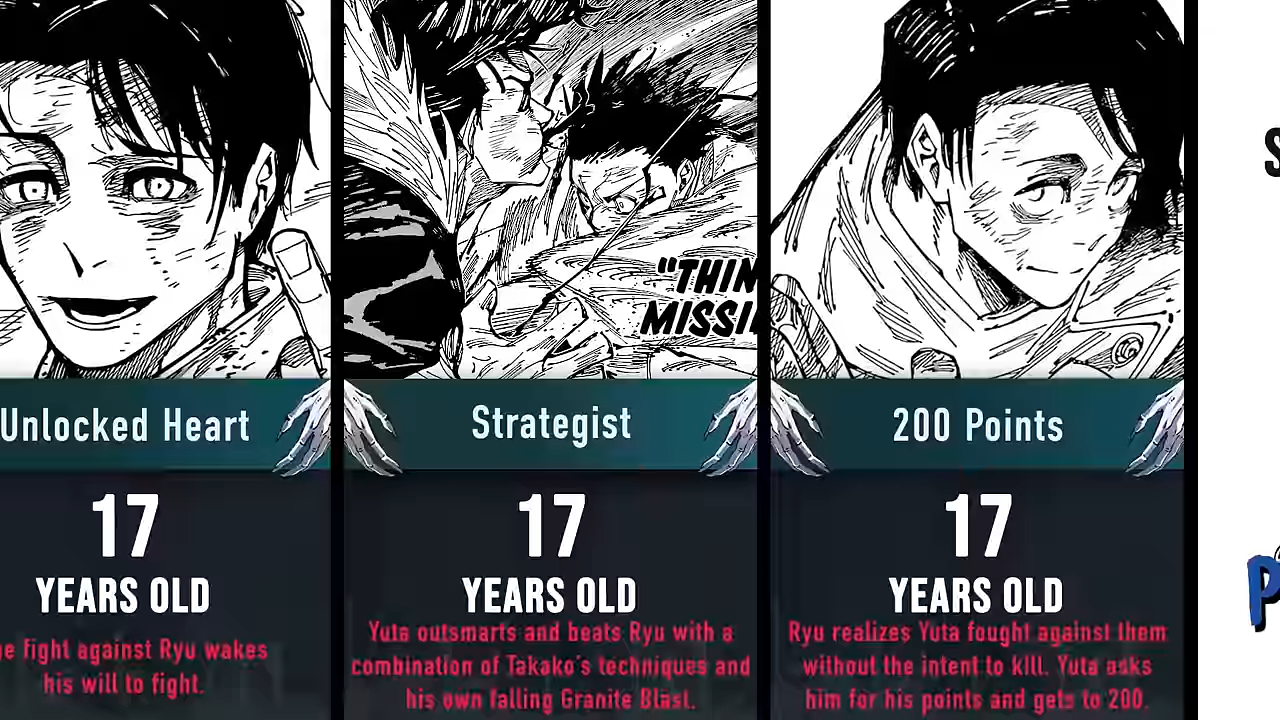 "THIN
MISSI
Unlocked Heart
17
YEARS OLD
fight against Ryu wakes
his will to fight.
Strategist
17
YEARS OLD
Yuta outsmarts and beats Ryu with a
combination of Takako's techniques and
his own falling Granite Blast.
200 Points
17
YEARS OLD
Ryu realizes Yuta fought against them
without the intent to kill. Yuta asks
him for his points and gets to 200.
S
P